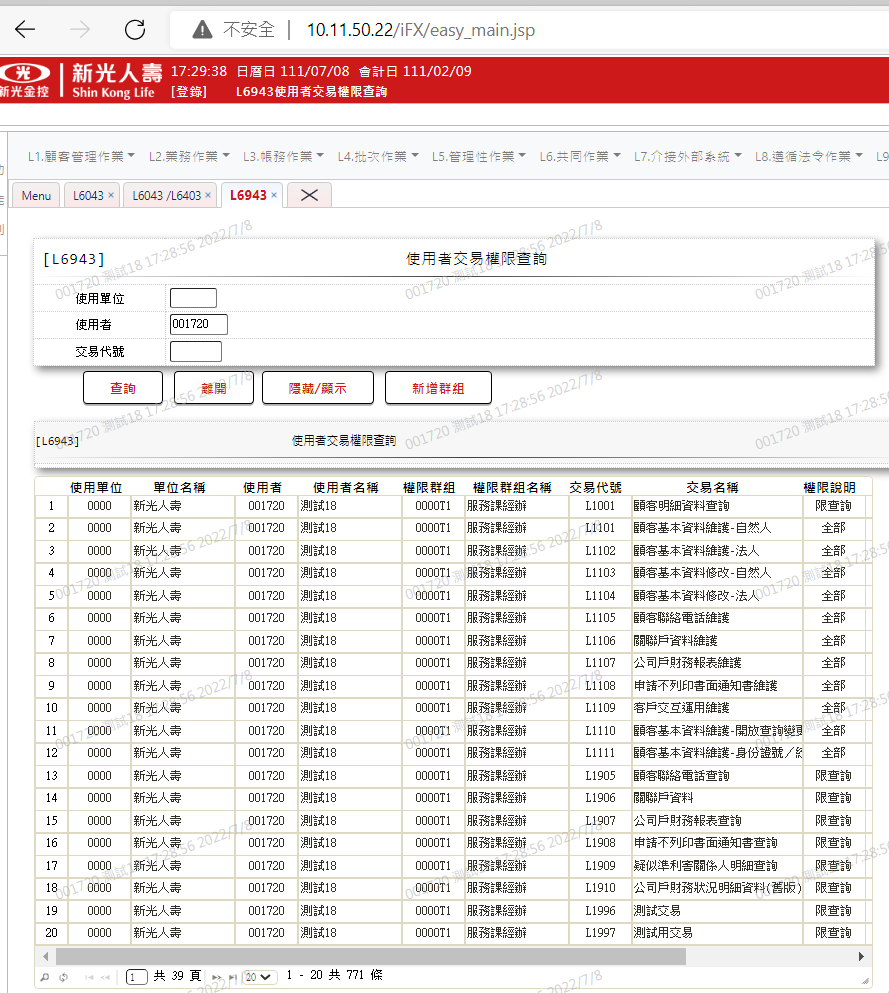 不安全 | 10.11.50.22/iFX/easy_main.jsp
新光金控 新光人壽 Shin Kong Life
17:29:38 日曆日 111/07/08 會計日 111/02/09
[登錄] L6943使用者交易權限查詢
L1.顧客管理作業 L2.業務作業 L3.帳務作業 L4.批次作業 L5.管理性作業 L6.共同作業 L7.介接外部系統 L8.遵循法令作業 L9
Menu L6043 × L6043 /L6403 × L6943 ×
[L6943] 使用者交易權限查詢
使用單位
使用者 001720
交易代號
查詢 離開 隱藏/顯示 新增群組
[L6943] 使用者交易權限查詢
使用單位 單位名稱 使用者 使用者名稱 權限群組 權限群組名稱 交易代號 交易名稱 權限說明
1 0000 新光人壽 001720 測試18 0000T1 服務課經辦 L1001 顧客明細資料查詢 限查詢
2 0000 新光人壽 001720 測試18 0000T1 服務課經辦 L1101 顧客基本資料維護-自然人 全部
3 0000 新光人壽 001720 測試18 0000T1 服務課經辦 L1102 顧客基本資料維護-法人 全部
4 0000 新光人壽 001720 測試18 0000T1 服務課經辦 L1103 顧客基本資料修改-自然人 全部
5 0000 新光人壽 001720 測試18 0000T1 服務課經辦 L1104 顧客基本資料修改-法人 全部
6 0000 新光人壽 001720 測試18 0000T1 服務課經辦 L1105 顧客聯絡電話維護 全部
7 0000 新光人壽 001720 測試18 0000T1 服務課經辦 L1106 關聯戶資料維護 全部
8 0000 新光人壽 001720 測試18 0000T1 服務課經辦 L1107 公司戶財務報表維護 全部
9 0000 新光人壽 001720 測試18 0000T1 服務課經辦 L1108 申請不列印書面通知書維護 全部
10 0000 新光人壽 001720 測試18 0000T1 服務課經辦 L1109 客戶交互運用維護 全部
11 0000 新光人壽 001720 測試18 0000T1 服務課經辦 L1110 顧客基本資料維護-開放查詢變更 全部
12 0000 新光人壽 001720 測試18 0000T1 服務課經辦 L1111 顧客基本資料維護-身份證號／ 全部
13 0000 新光人壽 001720 測試18 0000T1 服務課經辦 L1905 顧客聯絡電話查詢 限查詢
14 0000 新光人壽 001720 測試18 0000T1 服務課經辦 L1906 關聯戶資料 限查詢
15 0000 新光人壽 001720 測試18 0000T1 服務課經辦 L1907 公司戶財務報表查詢 限查詢
16 0000 新光人壽 001720 測試18 0000T1 服務課經辦 L1908 申請不列印書面通知書查詢 限查詢
17 0000 新光人壽 001720 測試18 0000T1 服務課經辦 L1909 疑似準利害關係人明細查詢 限查詢
18 0000 新光人壽 001720 測試18 0000T1 服務課經辦 L1910 公司戶財務狀況明細資料(舊版) 限查詢
19 0000 新光人壽 001720 測試18 0000T1 服務課經辦 L1996 測試交易 限查詢
20 0000 新光人壽 001720 測試18 0000T1 服務課經辦 L1997 測試用交易 限查詢
1 共 39 頁 20 1 - 20 共 771 條
001720 測試18 17:28:56 2022/7/8